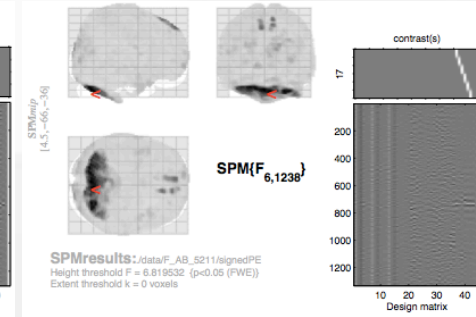 contrast(s)
17
SPMmip
[4.5, −66, −36]
<
<
<
SPM{F6,1238}
200
400
600
800
1000
1200
10 20 30 40
Design matrix
SPMresults: ./data/F_AB_5211/signedPE
Height threshold F = 6.819532 {p<0.05 (FWE)}
Extent threshold k = 0 voxels